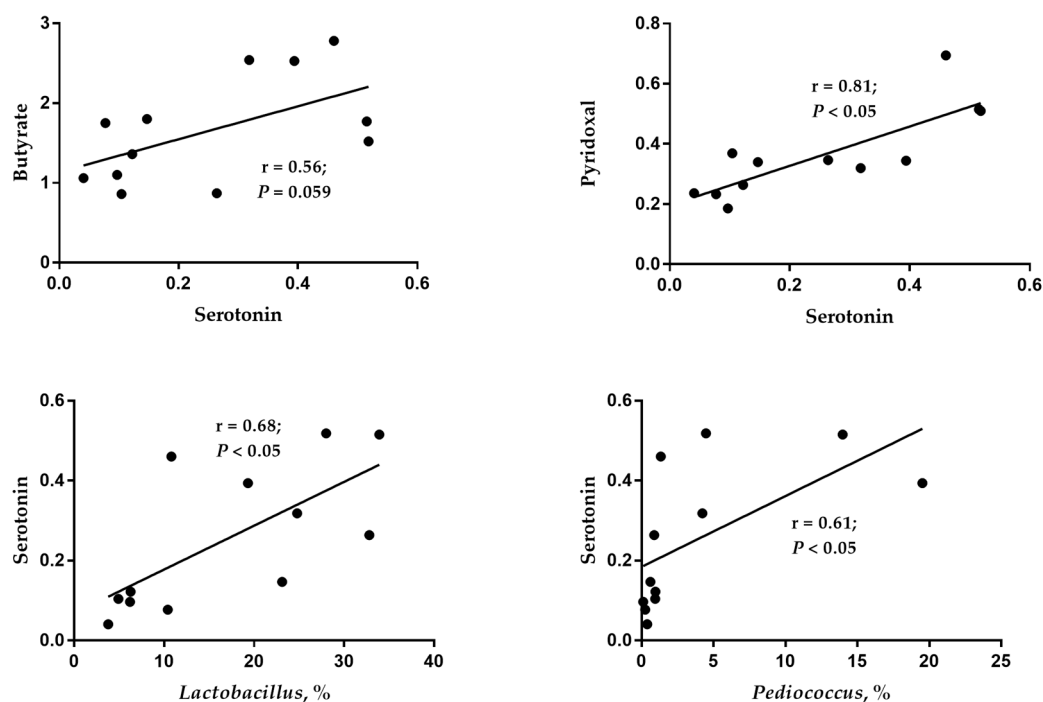 Butyrate
3
2
1
0
r = 0.56;
P = 0.059
0.0 0.2 0.4 0.6
Serotonin
Pyridoxal
0.8
0.6
0.4
0.2
0.0
r = 0.81;
P < 0.05
0.0 0.2 0.4 0.6
Serotonin
Serotonin
0.6
0.4
0.2
0.0
r = 0.68;
P < 0.05
0 10 20 30 40
Lactobacillus, %
Serotonin
0.6
0.4
0.2
0.0
r = 0.61;
P < 0.05
0 5 10 15 20 25
Pediococcus, %